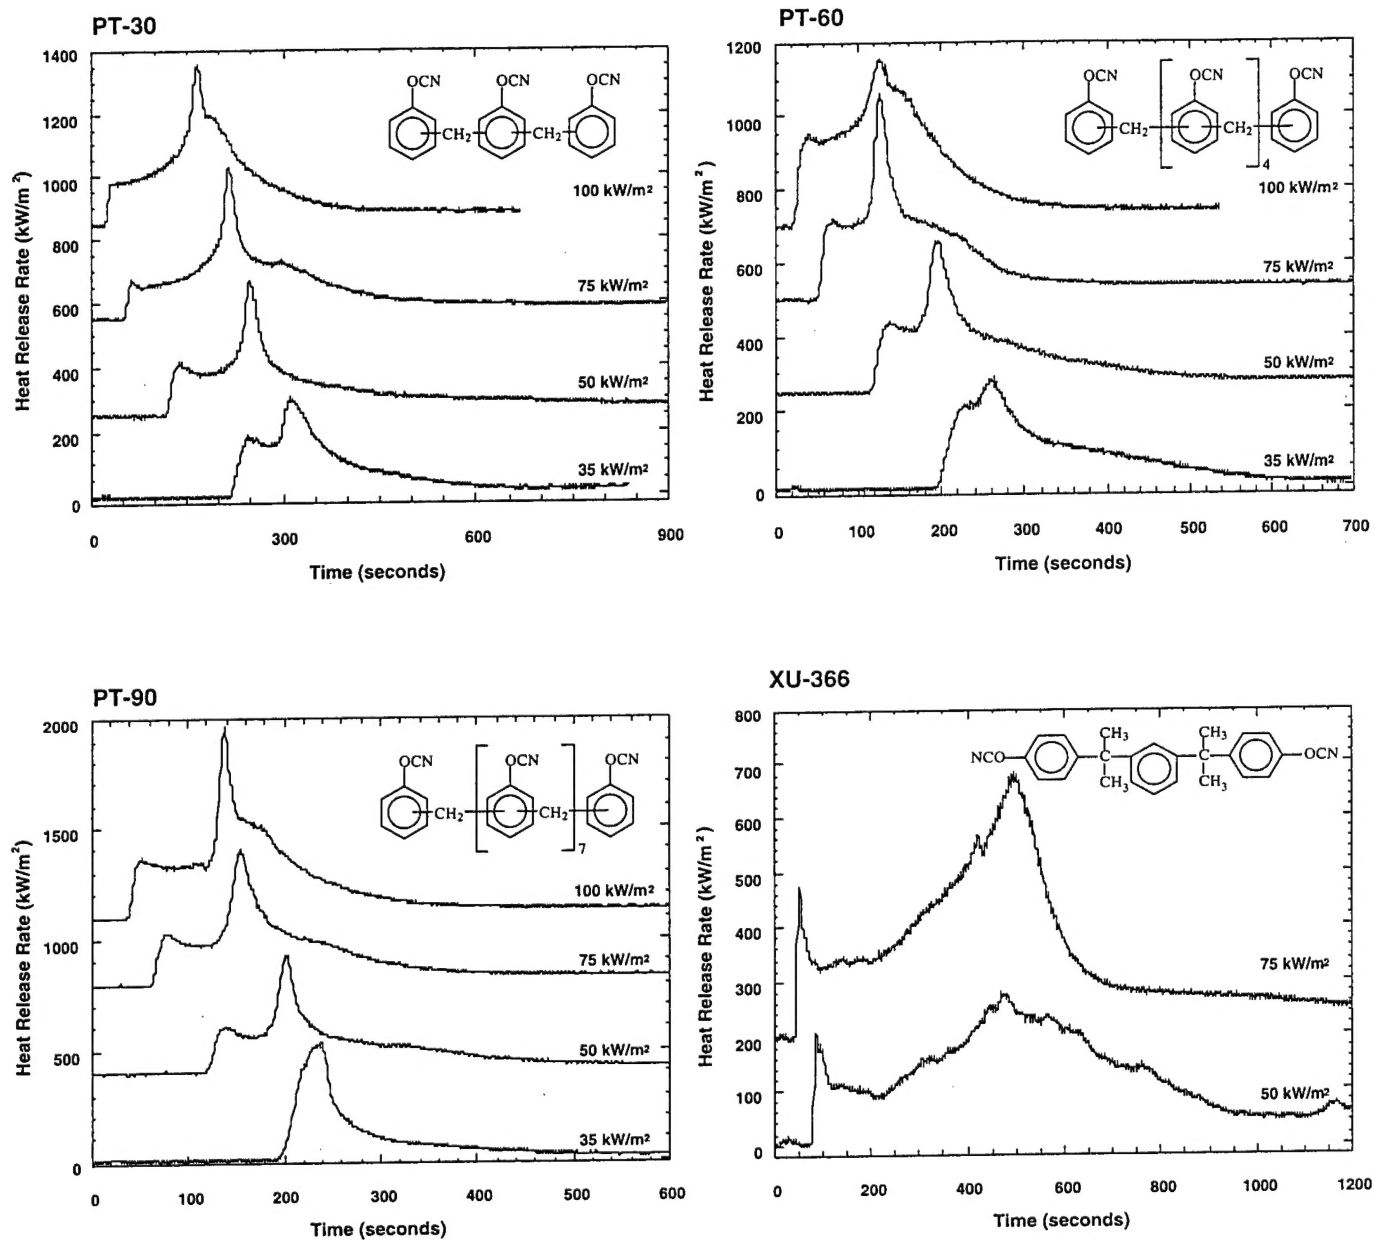 PT-30
1400
1200
1000
800
600
400
200
0
Heat Release Rate (kW/m²)
OCN OCN OCN
CH₂ CH₂
100 kW/m²
75 kW/m²
50 kW/m²
35 kW/m²
0 300 600 900
Time (seconds)
PT-60
1200
1000
800
600
400
200
0
Heat Release Rate (kW/m²)
OCN OCN OCN
CH₂ CH₂
4
100 kW/m²
75 kW/m²
50 kW/m²
35 kW/m²
0 100 200 300 400 500 600 700
Time (seconds)
PT-90
2000
1500
1000
500
0
Heat Release Rate (kW/m²)
OCN OCN OCN
CH₂ CH₂
7
100 kW/m²
75 kW/m²
50 kW/m²
35 kW/m²
0 100 200 300 400 500 600
Time (seconds)
XU-366
800
700
600
500
400
300
200
100
0
Heat Release Rate (kW/m²)
CH₃ CH₃
NCO C C OCN
CH₃ CH₃
75 kW/m²
50 kW/m²
0 200 400 600 800 1000 1200
Time (seconds)